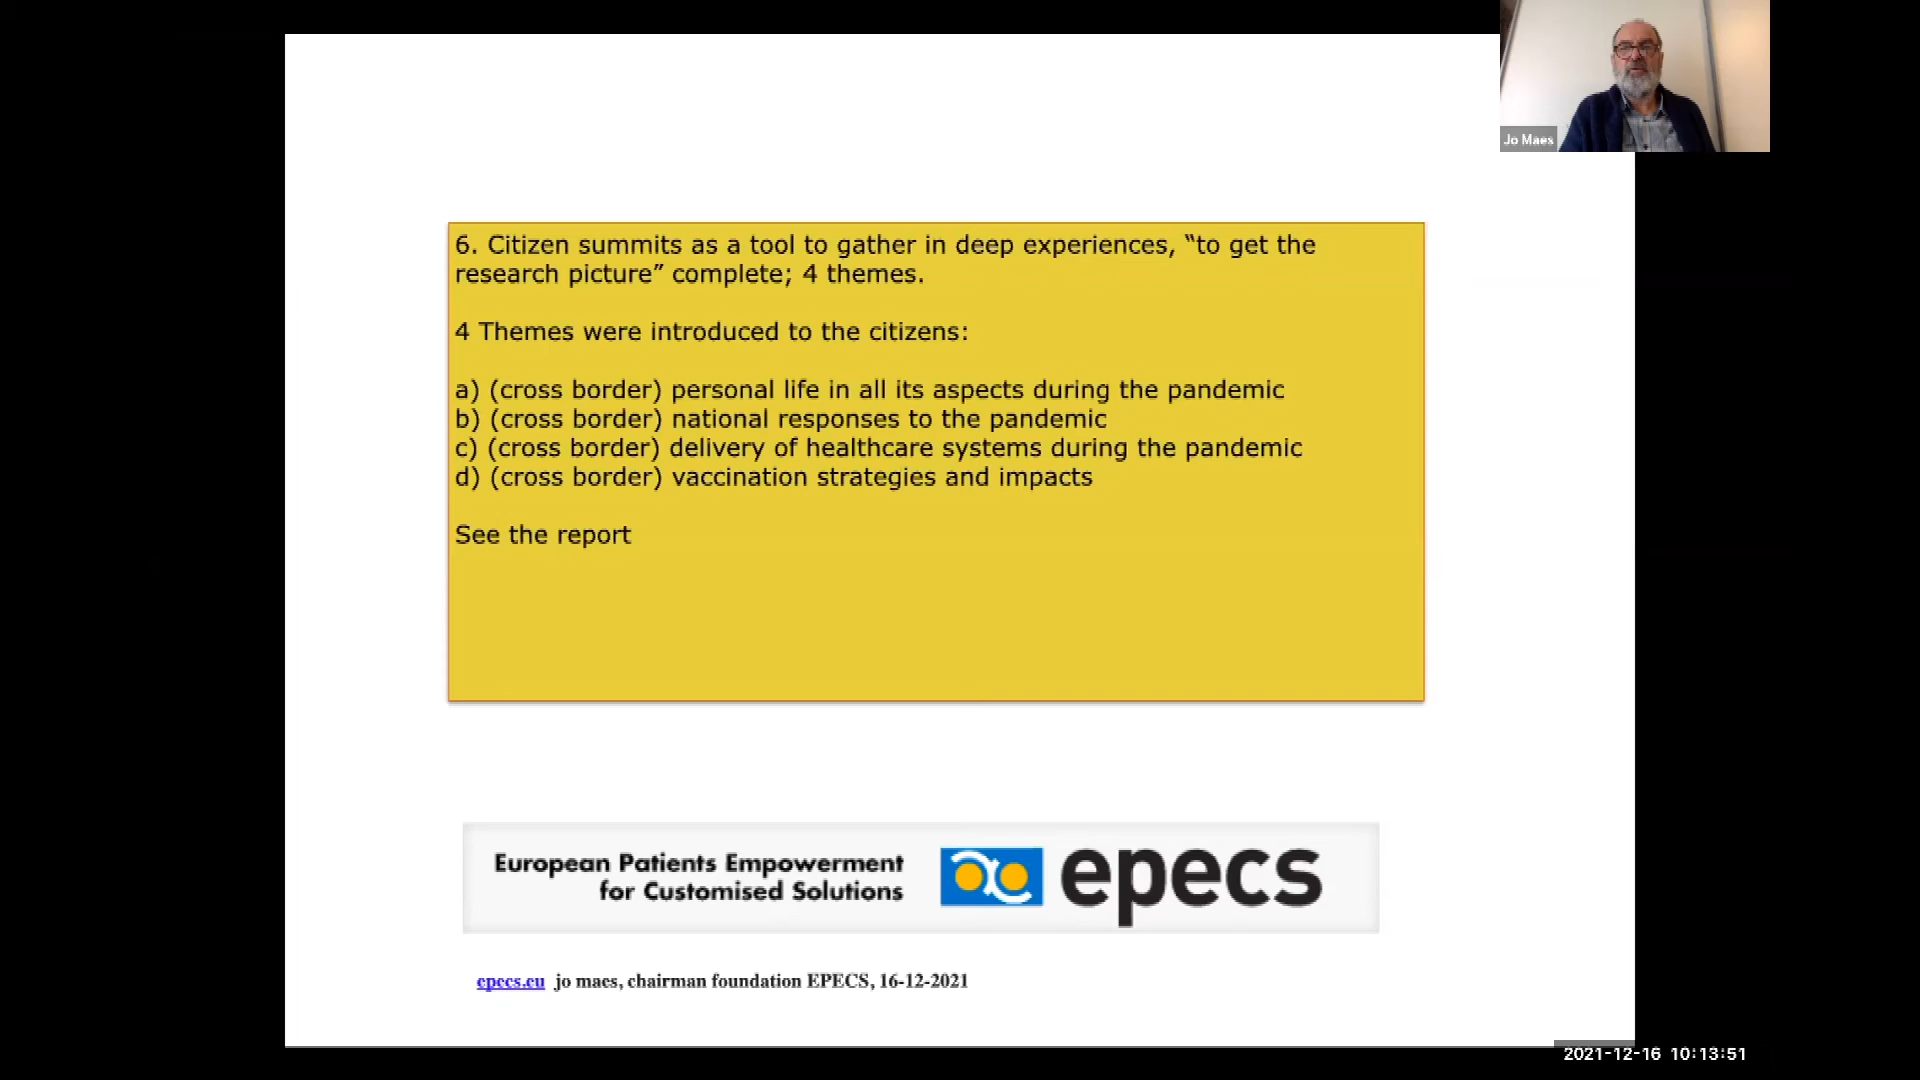 Jo Maes
6. Citizen summits as a tool to gather in deep experiences, “to get the
research picture” complete; 4 themes.
4 Themes were introduced to the citizens:
a) (cross border) personal life in all its aspects during the pandemic
b) (cross border) national responses to the pandemic
c) (cross border) delivery of healthcare systems during the pandemic
d) (cross border) vaccination strategies and impacts
See the report
European Patients Empowerment
for Customised Solutions
epecs
epecs.eu jo maes, chairman foundation EPECS, 16-12-2021
2021-12-16 10:13:51